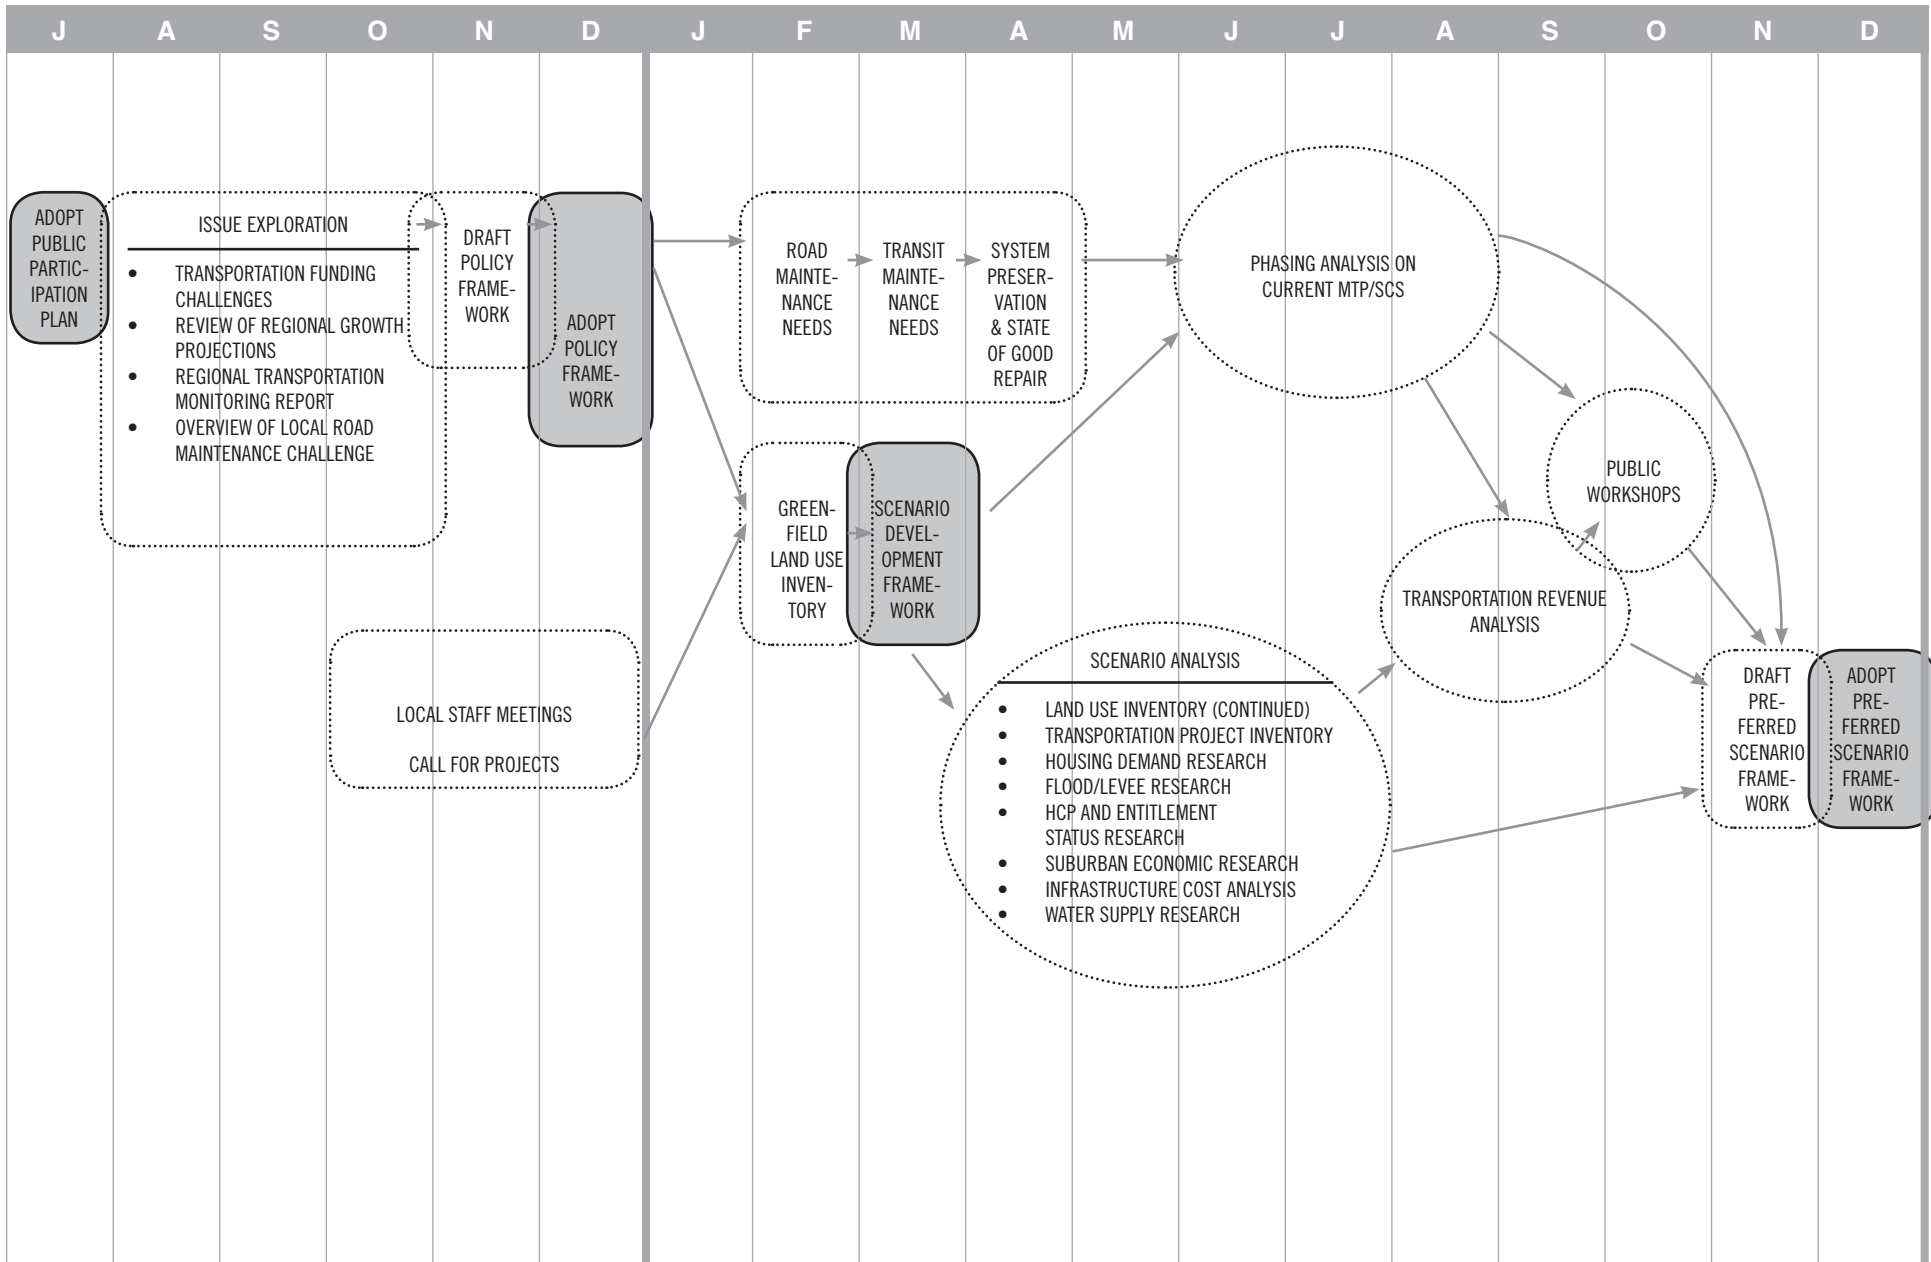 J A S O N D J F M A M J J A S O N D
ADOPT
PUBLIC
PARTIC-
IPATION
PLAN
ISSUE EXPLORATION
• TRANSPORTATION FUNDING
CHALLENGES
• REVIEW OF REGIONAL GROWTH
PROJECTIONS
• REGIONAL TRANSPORTATION
MONITORING REPORT
• OVERVIEW OF LOCAL ROAD
MAINTENANCE CHALLENGE
DRAFT
POLICY
FRAME-
WORK
ADOPT
POLICY
FRAME-
WORK
LOCAL STAFF MEETINGS
CALL FOR PROJECTS
ROAD
MAINTE-
NANCE
NEEDS
TRANSIT
MAINTE-
NANCE
NEEDS
SYSTEM
PRESER-
VATION
& STATE
OF GOOD
REPAIR
GREEN-
FIELD
LAND USE
INVEN-
TORY
SCENARIO
DEVEL-
OPMENT
FRAME-
WORK
PHASING ANALYSIS ON
CURRENT MTP/SCS
SCENARIO ANALYSIS
• LAND USE INVENTORY (CONTINUED)
• TRANSPORTATION PROJECT INVENTORY
• HOUSING DEMAND RESEARCH
• FLOOD/LEVEE RESEARCH
• HCP AND ENTITLEMENT
STATUS RESEARCH
• SUBURBAN ECONOMIC RESEARCH
• INFRASTRUCTURE COST ANALYSIS
• WATER SUPPLY RESEARCH
TRANSPORTATION REVENUE
ANALYSIS
PUBLIC
WORKSHOPS
DRAFT
PRE-
FERRED
SCENARIO
FRAME-
WORK
ADOPT
PRE-
FERRED
SCENARIO
FRAME-
WORK